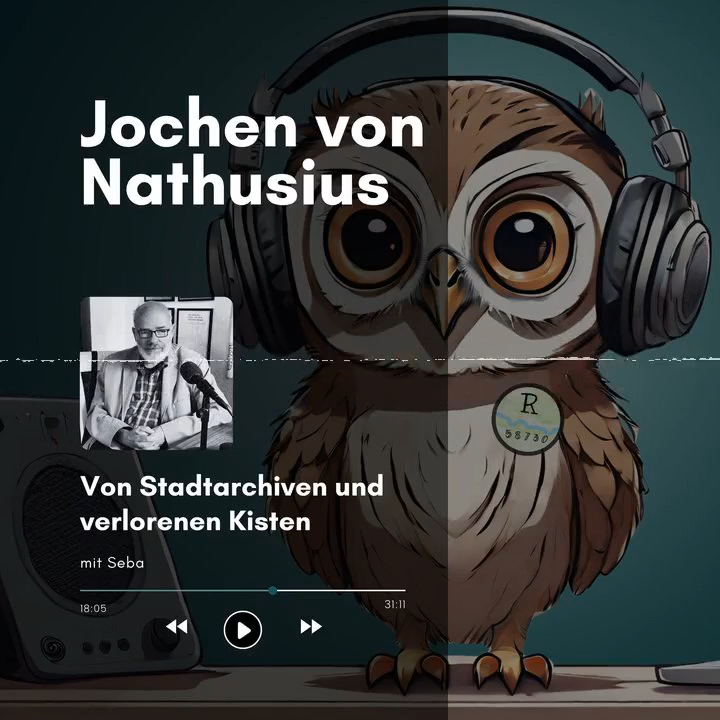 Jochen von
Nathusius
R
58730
Von Stadtarchiven und
verlorenen Kisten
mit Seba
18:05
31:11